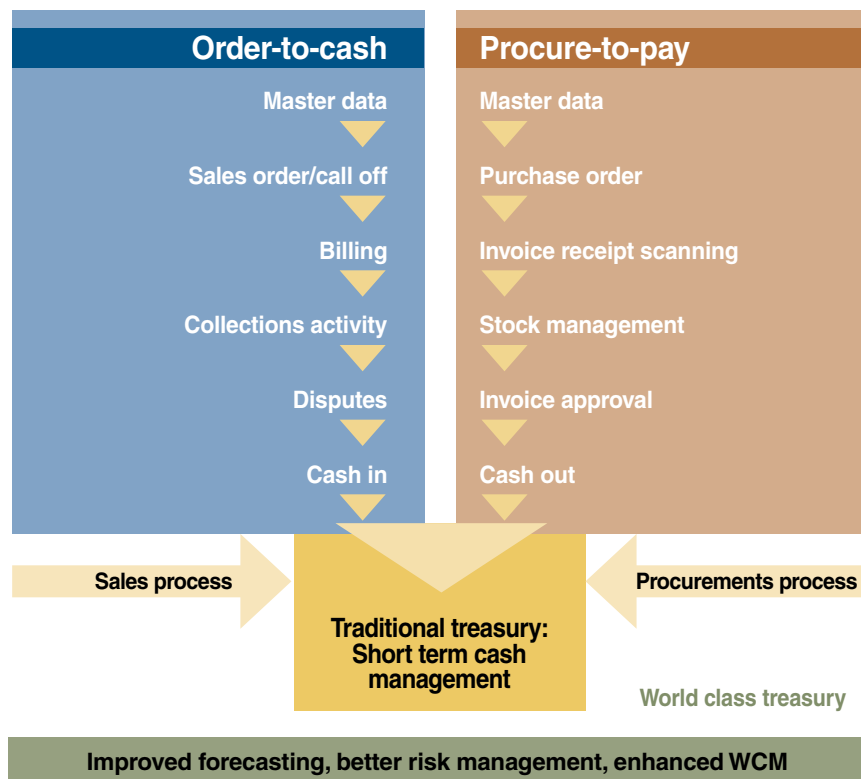 Order-to-cash
Master data
Sales order/call off
Billing
Collections activity
Disputes
Cash in
Procure-to-pay
Master data
Purchase order
Invoice receipt scanning
Stock management
Invoice approval
Cash out
Sales process
Procurements process
Traditional treasury:
Short term cash
management
World class treasury
Improved forecasting, better risk management, enhanced WCM